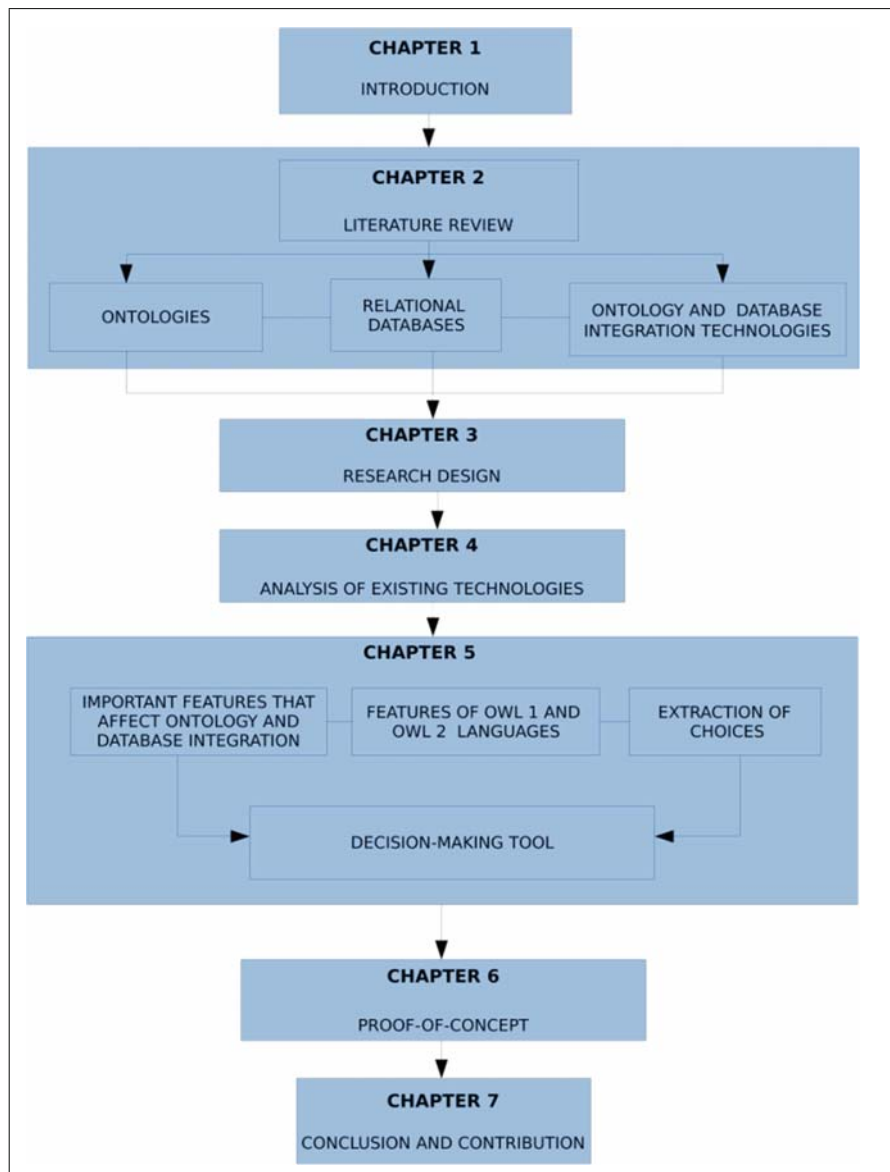 CHAPTER 1
INTRODUCTION
CHAPTER 2
LITERATURE REVIEW
ONTOLOGIES
RELATIONAL
DATABASES
ONTOLOGY AND DATABASE
INTEGRATION TECHNOLOGIES
CHAPTER 3
RESEARCH DESIGN
CHAPTER 4
ANALYSIS OF EXISTING TECHNOLOGIES
CHAPTER 5
IMPORTANT FEATURES THAT
AFFECT ONTOLOGY AND
DATABASE INTEGRATION
FEATURES OF OWL 1 AND
OWL 2 LANGUAGES
EXTRACTION OF
CHOICES
DECISION-MAKING TOOL
CHAPTER 6
PROOF-OF-CONCEPT
CHAPTER 7
CONCLUSION AND CONTRIBUTION